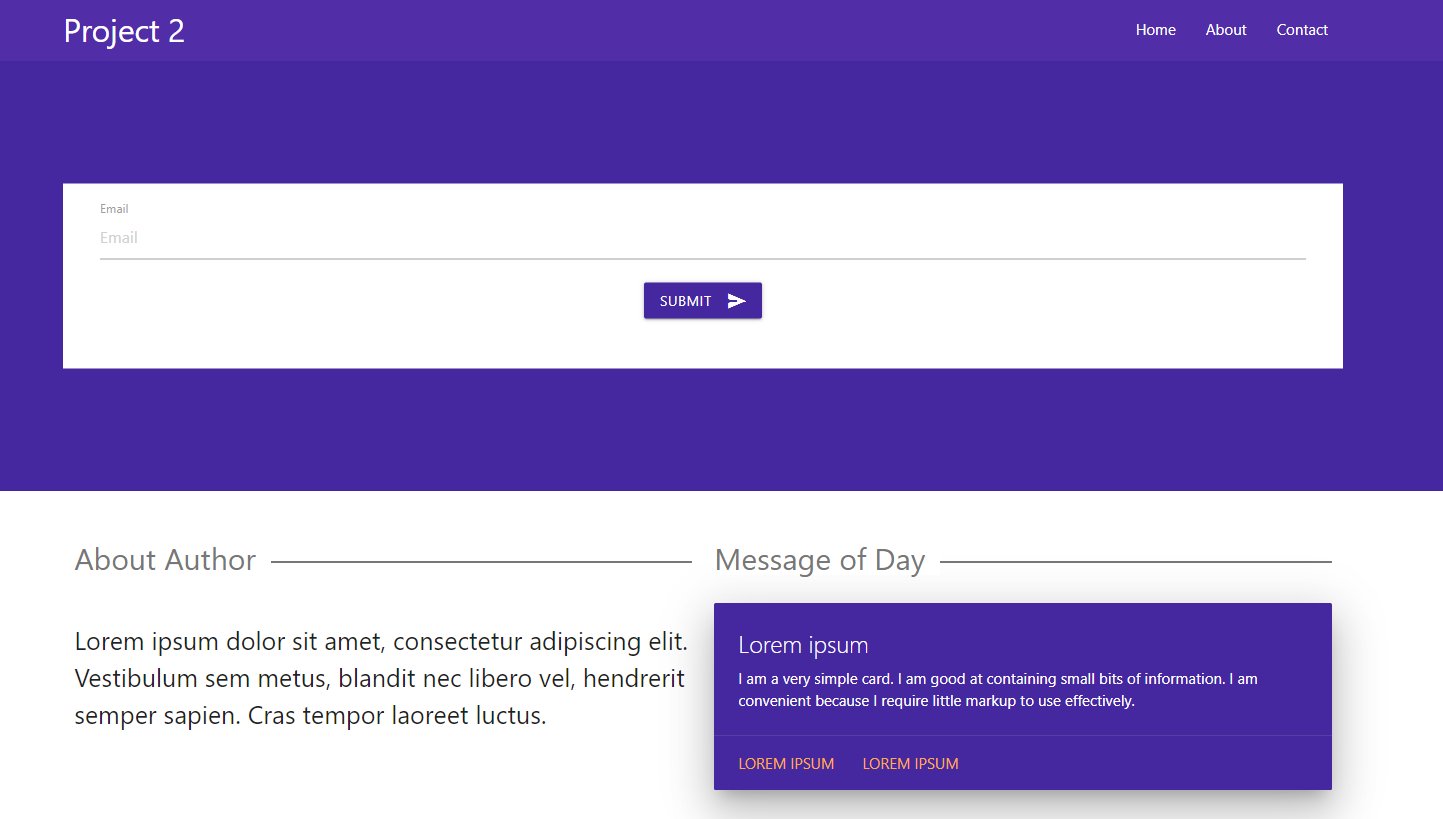 Project 2
Home About Contact
Email
Email
SUBMIT
About Author
Lorem ipsum dolor sit amet, consectetur adipiscing elit.
Vestibulum sem metus, blandit nec libero vel, hendrerit
semper sapien. Cras tempor laoreet luctus.
Message of Day
Lorem ipsum
I am a very simple card. I am good at containing small bits of information. I am
convenient because I require little markup to use effectively.
LOREM IPSUM LOREM IPSUM